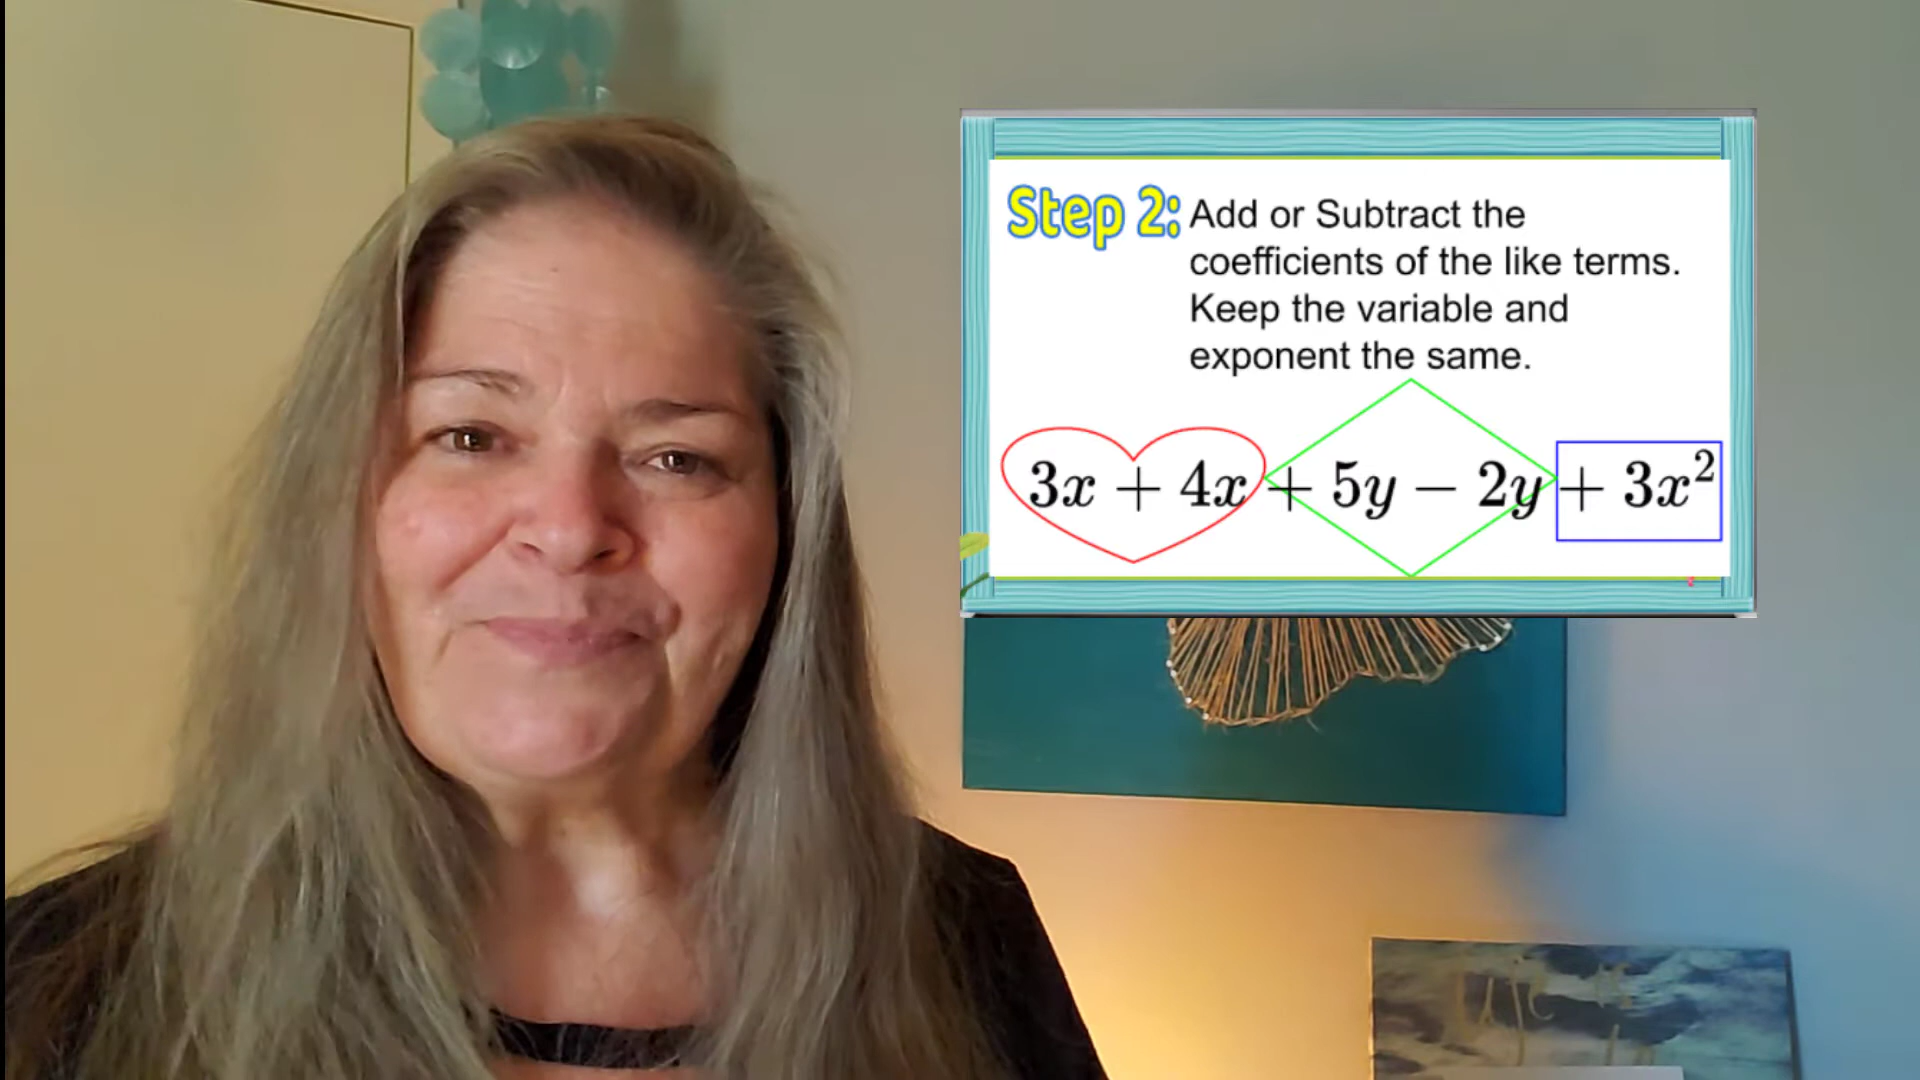 Step 2: Add or Subtract the
coefficients of the like terms.
Keep the variable and
exponent the same.
3x + 4x + 5y − 2y + 3x²